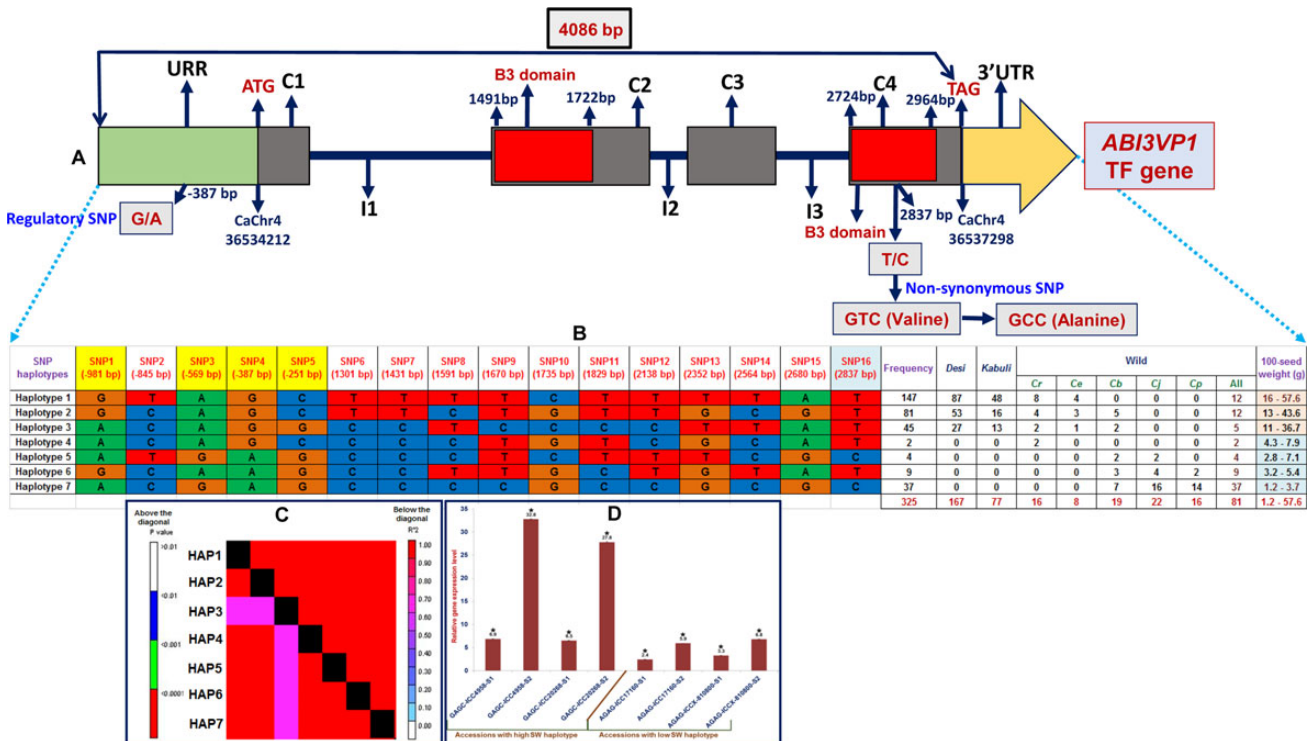 4086 bp
URR
ATG
C1
B3 domain
1491bp
1722bp
C2
C3
2724bp
C4
2964bp
TAG
3'UTR
A
ABI3VP1
TF gene
-387 bp
Regulatory SNP
G/A
CaChr4
36534212
I1
I2
I3
B3 domain
2837 bp
CaChr4
36537298
T/C
Non-synonymous SNP
GTC (Valine)
GCC (Alanine)
B
SNP haplotypes SNP1 (-981 bp) SNP2 (-845 bp) SNP3 (-569 bp) SNP4 (-387 bp) SNP5 (-251 bp) SNP6 (1301 bp) SNP7 (1431 bp) SNP8 (1591 bp) SNP9 (1670 bp) SNP10 (1735 bp) SNP11 (1829 bp) SNP12 (2138 bp) SNP13 (2352 bp) SNP14 (2564 bp) SNP15 (2680 bp) SNP16 (2837 bp) Frequency Desi Kabuli Wild 100-seed weight (g)
Cr Ce Cb Cj Cp All
Haplotype 1 G T A G C T T T T C T T T T A T 147 87 48 8 4 0 0 0 12 16 - 57.6
Haplotype 2 G C A G C T T C T G T T G C A T 81 53 16 4 3 5 0 0 12 13 - 43.6
Haplotype 3 A C A G G C C T C C C C T T A T 45 27 13 2 1 2 0 0 5 11 - 36.7
Haplotype 4 A C A G C C C C T G T C G C A T 2 0 0 2 0 0 0 0 2 4.3 - 7.9
Haplotype 5 A T G A G C C C T C T T T C G C 4 0 0 0 0 2 2 0 4 2.8 - 7.1
Haplotype 6 G C A A G C C T T G C T G T A T 9 0 0 0 0 3 4 2 9 3.2 - 5.4
Haplotype 7 A C G A G C C C C G C C G C G C 37 0 0 0 0 7 16 14 37 1.2 - 3.7
325 167 77 16 8 19 22 16 81 1.2 - 57.6
C
Above the diagonal
P value
>0.01
<0.01
<0.001
<0.0001
HAP1
HAP2
HAP3
HAP4
HAP5
HAP6
HAP7
Below the diagonal
R^2
1.00
0.90
0.80
0.70
0.60
0.50
0.40
0.30
0.20
0.10
0.00
D
Relative gene expression level
35
30
25
20
15
10
5
0
GAGC-ICC4958-S1
GAGC-ICC4958-S2
GAGC-ICC20268-S1
GAGC-ICC20268-S2
AGAG-ICC17160-S1
AGAG-ICC17160-S2
AGAG-ICCX-810800-S1
AGAG-ICCX-810800-S2
Accessions with high SW haplotype
Accessions with low SW haplotype